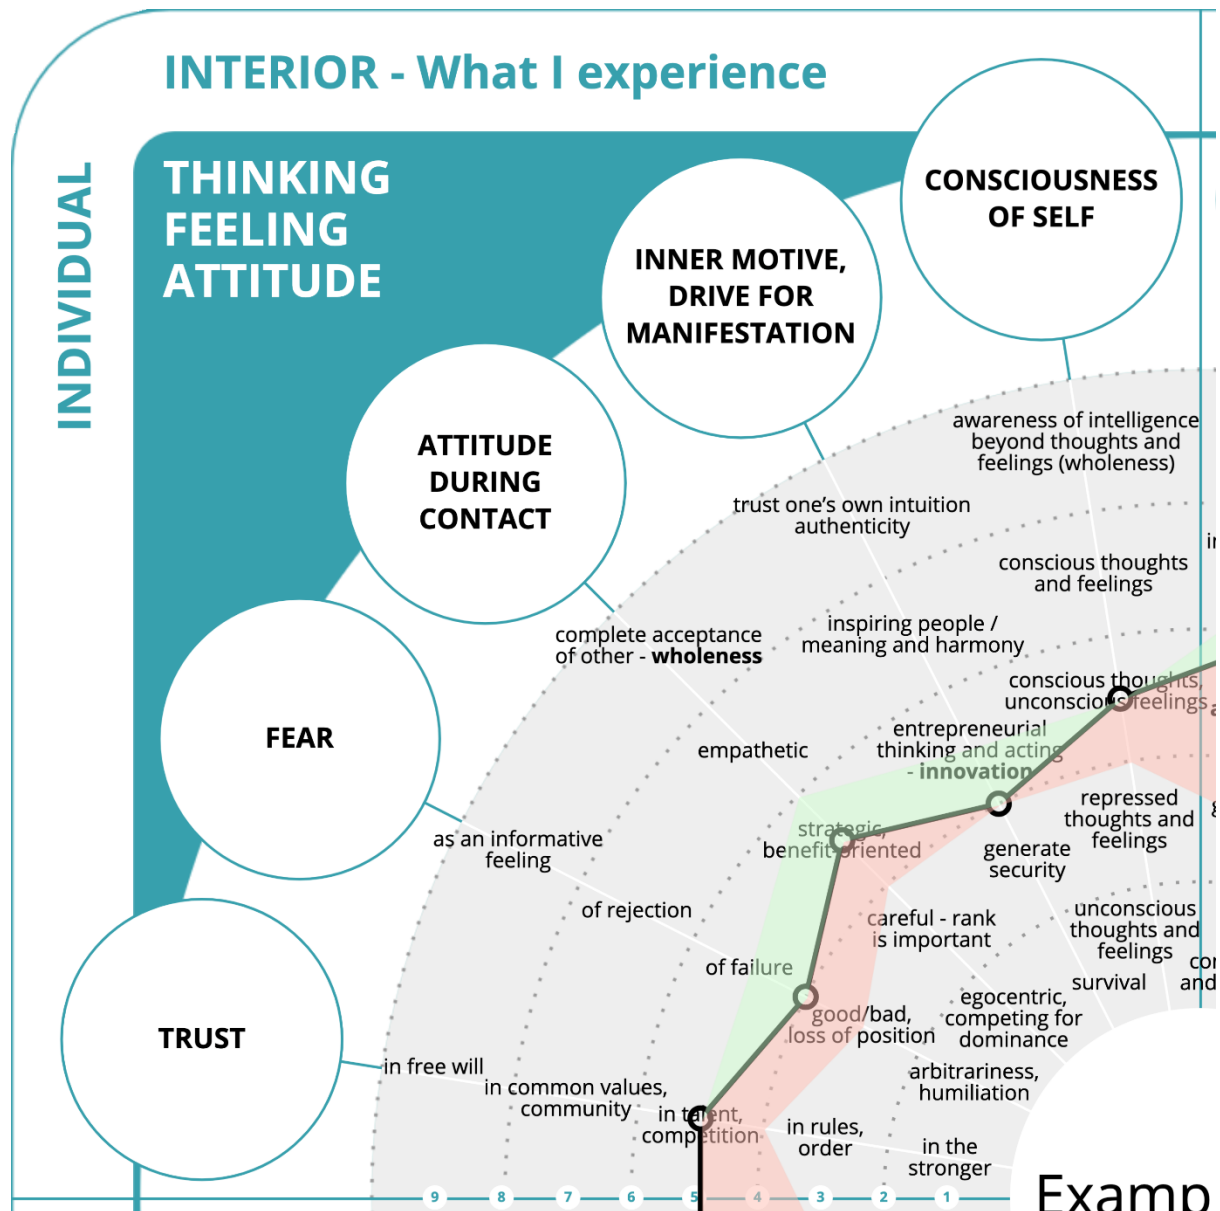 INTERIOR - What I experience
INDIVIDUAL
THINKING
FEELING
ATTITUDE
CONSCIOUSNESS
OF SELF
INNER MOTIVE,
DRIVE FOR
MANIFESTATION
ATTITUDE
DURING
CONTACT
FEAR
TRUST
awareness of intelligence
beyond thoughts and
feelings (wholeness)
conscious thoughts
and feelings
conscious thoughts,
unconscious feelings
repressed
thoughts and
feelings
unconscious
thoughts and
feelings
survival
trust one’s own intuition
authenticity
inspiring people /
meaning and harmony
entrepreneurial
thinking and acting
- innovation
generate
security
complete acceptance
of other - wholeness
empathetic
strategic,
benefit-oriented
careful - rank
is important
egocentric,
competing for
dominance
as an informative
feeling
of rejection
of failure
good/bad,
loss of position
arbitrariness,
humiliation
in free will
in common values,
community
in talent,
competition
in rules,
order
in the
stronger
9 8 7 6 5 4 3 2 1
Examp